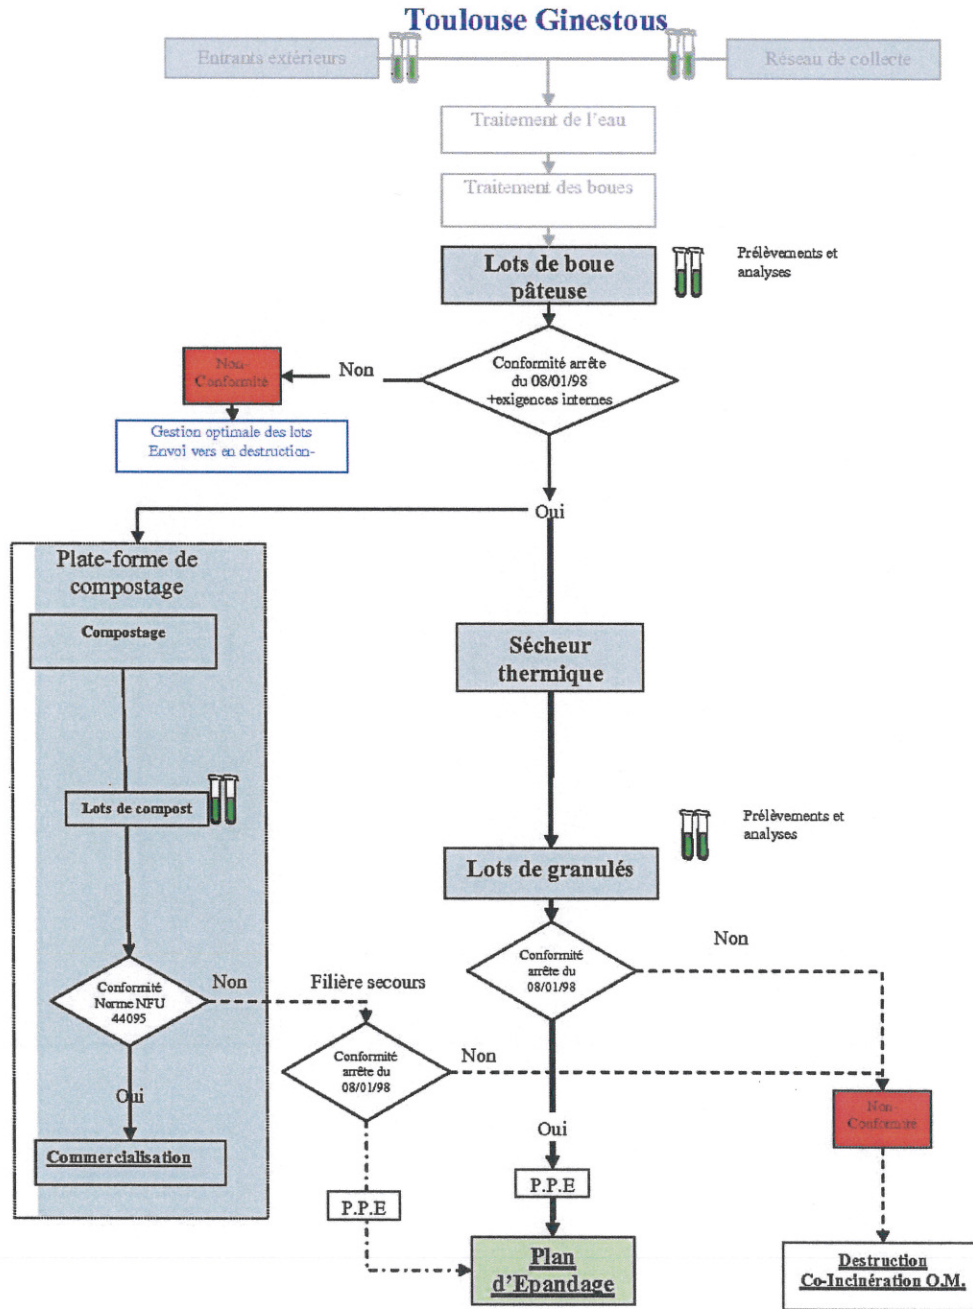 Toulouse Ginestous
Entrants extérieurs
Réseau de collecte
Traitement de l'eau
Traitement des boues
Lots de boue
pâteuse
Prélèvements et
analyses
Conformité arrête
du 08/01/98
+exigences internes
Non
Non-
Conformité
Gestion optimale des lots
Envoi vers en destruction-
Oui
Plate-forme de
compostage
Compostage
Sécheur
thermique
Lots de compost
Prélèvements et
analyses
Lots de granulés
Conformité
arrête du
08/01/98
Non
Conformité
Norme NFU
44095
Non
Filière secours
Conformité
arrête du
08/01/98
Non
Oui
Commercialisation
Oui
Non-
Conformité
P.P.E
P.P.E
Plan
d'Epandage
Destruction
Co-Incinération O.M.